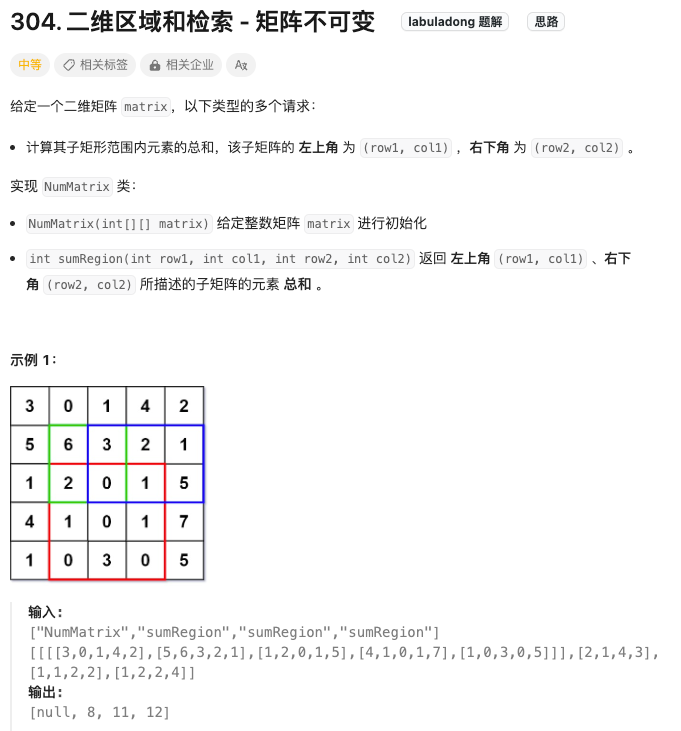 304. 二维区域和检索 - 矩阵不可变 labuladong 题解 思路
中等 相关标签 相关企业 Aあ
给定一个二维矩阵 matrix，以下类型的多个请求：
计算其子矩形范围内元素的总和，该子矩阵的 左上角 为 (row1, col1) ，右下角 为 (row2, col2) 。
实现 NumMatrix 类：
NumMatrix(int[][] matrix) 给定整数矩阵 matrix 进行初始化
int sumRegion(int row1, int col1, int row2, int col2) 返回 左上角 (row1, col1) 、右下
角 (row2, col2) 所描述的子矩阵的元素 总和 。
示例 1：
3 0 1 4 2
5 6 3 2 1
1 2 0 1 5
4 1 0 1 7
1 0 3 0 5
输入:
["NumMatrix","sumRegion","sumRegion","sumRegion"]
[[[[3,0,1,4,2],[5,6,3,2,1],[1,2,0,1,5],[4,1,0,1,7],[1,0,3,0,5]]],[2,1,4,3],
[1,1,2,2],[1,2,2,4]]
输出:
[null, 8, 11, 12]